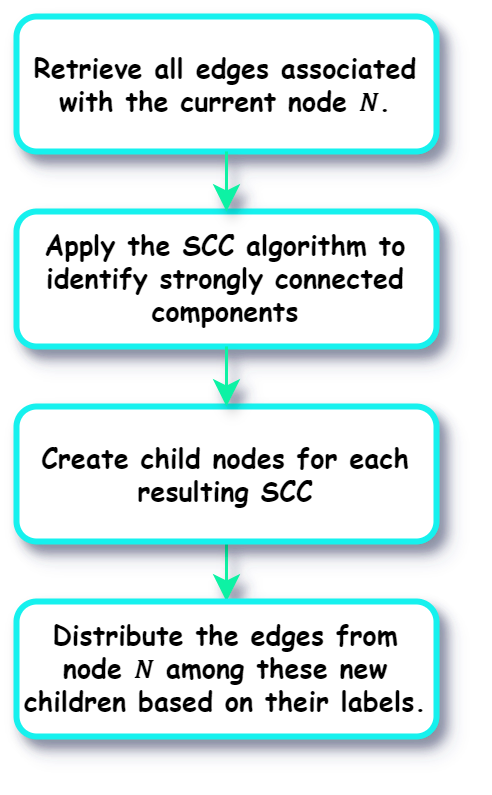 Retrieve all edges associated
with the current node N.
Apply the SCC algorithm to
identify strongly connected
components
Create child nodes for each
resulting SCC
Distribute the edges from
node N among these new
children based on their labels.